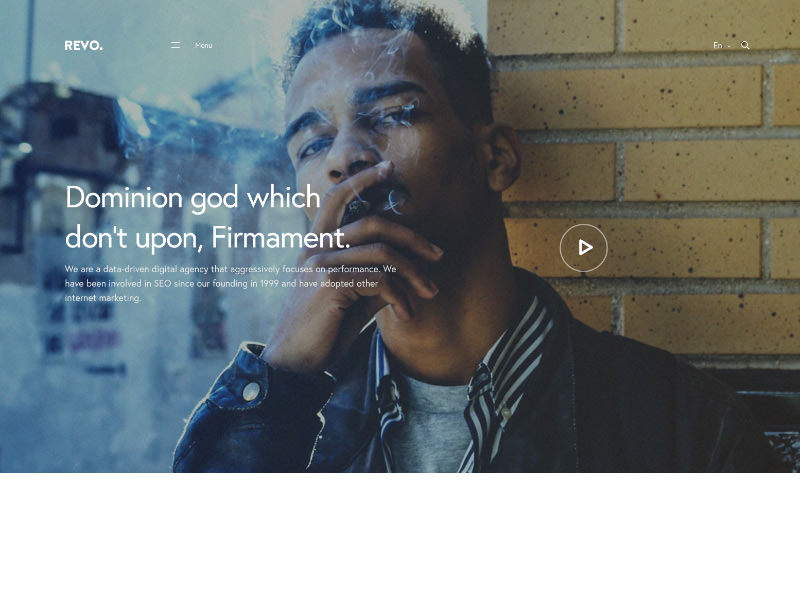 REVO.
Menu
En
Dominion god which
don't upon, Firmament.
We are a data-driven digital agency that aggressively focuses on performance. We
have been involved in SEO since our founding in 1999 and have adopted other
internet marketing.